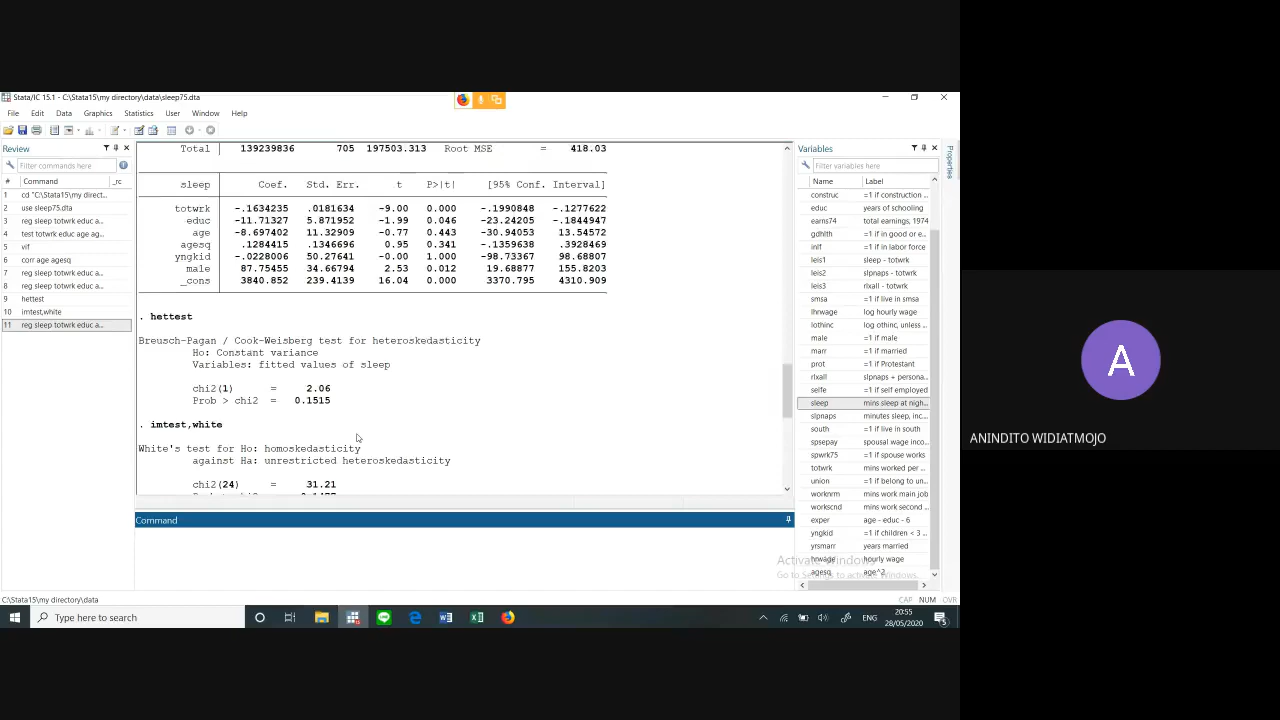 Stata/IC 15.1 - C:\Stata15\my directory\data\sleep75.dta
File Edit Data Graphics Statistics User Window Help
Review
Filter commands here
# Command _rc
1 cd "C:\Stata15\my direct...
2 use sleep75.dta
3 reg sleep totwrk educ a...
4 test totwrk educ age ag...
5 vif
6 corr age agesq
7 reg sleep totwrk educ a...
8 reg sleep totwrk educ a...
9 hettest
10 imtest,white
11 reg sleep totwrk educ a...
Total 139239836 705 197503.313 Root MSE = 418.03
sleep Coef. Std. Err. t P>|t| [95% Conf. Interval]
totwrk -.1634235 .0181634 -9.00 0.000 -.1990848 -.1277622
educ -11.71327 5.871952 -1.99 0.046 -23.24205 -.1844941
age -8.697402 11.32909 -0.77 0.443 -30.94053 13.54572
agesq .1284415 .1346696 0.95 0.341 -.1359638 .3928469
yngkid -.0228006 50.27641 -0.00 1.000 -98.73367 98.68807
male 87.75455 34.66794 2.53 0.012 19.68877 155.8203
_cons 3840.852 239.4139 16.04 0.000 3370.795 4310.909
. hettest
Breusch-Pagan / Cook-Weisberg test for heteroskedasticity
Ho: Constant variance
Variables: fitted values of sleep
chi2(1) = 2.06
Prob > chi2 = 0.1515
. imtest,white
White's test for Ho: homoskedasticity
against Ha: unrestricted heteroskedasticity
chi2(24) = 31.21
Command
Variables
Filter variables here
Name Label
construc =1 if construction
educ years of schooling
earns74 total earnings, 1974
gdhlth =1 if in good or e...
inlf =1 if in labor force
leis1 sleep - totwrk
leis2 slpnaps - totwrk
leis3 rlxall - totwrk
smsa =1 if live in smsa
lhrwage log hourly wage
lothinc log othinc, unless ...
male =1 if male
marr =1 if married
prot =1 if Protestant
rlxall slpnaps + persona...
selfe =1 if self employed
sleep mins sleep at nigh...
slpnaps minutes sleep, inc...
south =1 if live in south
spsepay spousal wage inco...
spwrk75 =1 if spouse works
totwrk mins worked per ...
union =1 if belong to un...
worknrm mins work main job
workscnd mins work second ...
exper age - educ - 6
yngkid =1 if children < 3 ...
yrsmarr years married
hrwage hourly wage
agesq age^2
Properties
Activate Windows
Go to Settings to activate Windows.
C:\Stata15\my directory\data
CAP NUM OVR
Type here to search
ENG
20:55
28/05/2020
5
A
ANINDITO WIDIATMOJO